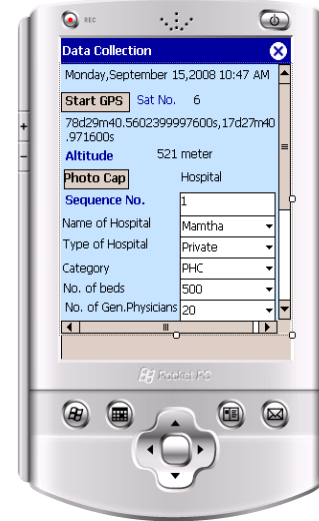 REC
Data Collection
Monday,September 15,2008 10:47 AM
Start GPS Sat No. 6
78d29m40.5602399997600s,17d27m40
.971600s
Altitude 521 meter
Photo Cap Hospital
Sequence No. 1
Name of Hospital Mamtha
Type of Hospital Private
Category PHC
No. of beds 500
No. of Gen.Physicians 20
Pocket PC